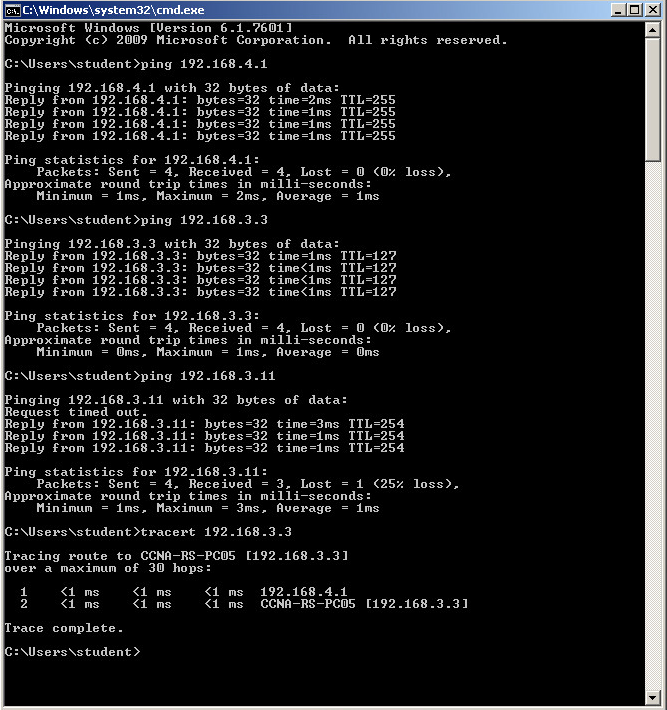 C:\Windows\system32\cmd.exe
Microsoft Windows [Version 6.1.7601]
Copyright (c) 2009 Microsoft Corporation.  All rights reserved.
C:\Users\student>ping 192.168.4.1
Pinging 192.168.4.1 with 32 bytes of data:
Reply from 192.168.4.1: bytes=32 time=2ms TTL=255
Reply from 192.168.4.1: bytes=32 time=1ms TTL=255
Reply from 192.168.4.1: bytes=32 time=1ms TTL=255
Reply from 192.168.4.1: bytes=32 time=1ms TTL=255
Ping statistics for 192.168.4.1:
    Packets: Sent = 4, Received = 4, Lost = 0 (0% loss),
Approximate round trip times in milli-seconds:
    Minimum = 1ms, Maximum = 2ms, Average = 1ms
C:\Users\student>ping 192.168.3.3
Pinging 192.168.3.3 with 32 bytes of data:
Reply from 192.168.3.3: bytes=32 time=1ms TTL=127
Reply from 192.168.3.3: bytes=32 time<1ms TTL=127
Reply from 192.168.3.3: bytes=32 time<1ms TTL=127
Reply from 192.168.3.3: bytes=32 time<1ms TTL=127
Ping statistics for 192.168.3.3:
    Packets: Sent = 4, Received = 4, Lost = 0 (0% loss),
Approximate round trip times in milli-seconds:
    Minimum = 0ms, Maximum = 1ms, Average = 0ms
C:\Users\student>ping 192.168.3.11
Pinging 192.168.3.11 with 32 bytes of data:
Request timed out.
Reply from 192.168.3.11: bytes=32 time=3ms TTL=254
Reply from 192.168.3.11: bytes=32 time=1ms TTL=254
Reply from 192.168.3.11: bytes=32 time=1ms TTL=254
Ping statistics for 192.168.3.11:
    Packets: Sent = 4, Received = 3, Lost = 1 (25% loss),
Approximate round trip times in milli-seconds:
    Minimum = 1ms, Maximum = 3ms, Average = 1ms
C:\Users\student>tracert 192.168.3.3
Tracing route to CCNA-RS-PC05 [192.168.3.3]
over a maximum of 30 hops:
  1    <1 ms    <1 ms    <1 ms  192.168.4.1
  2    <1 ms    <1 ms    <1 ms  CCNA-RS-PC05 [192.168.3.3]
Trace complete.
C:\Users\student>